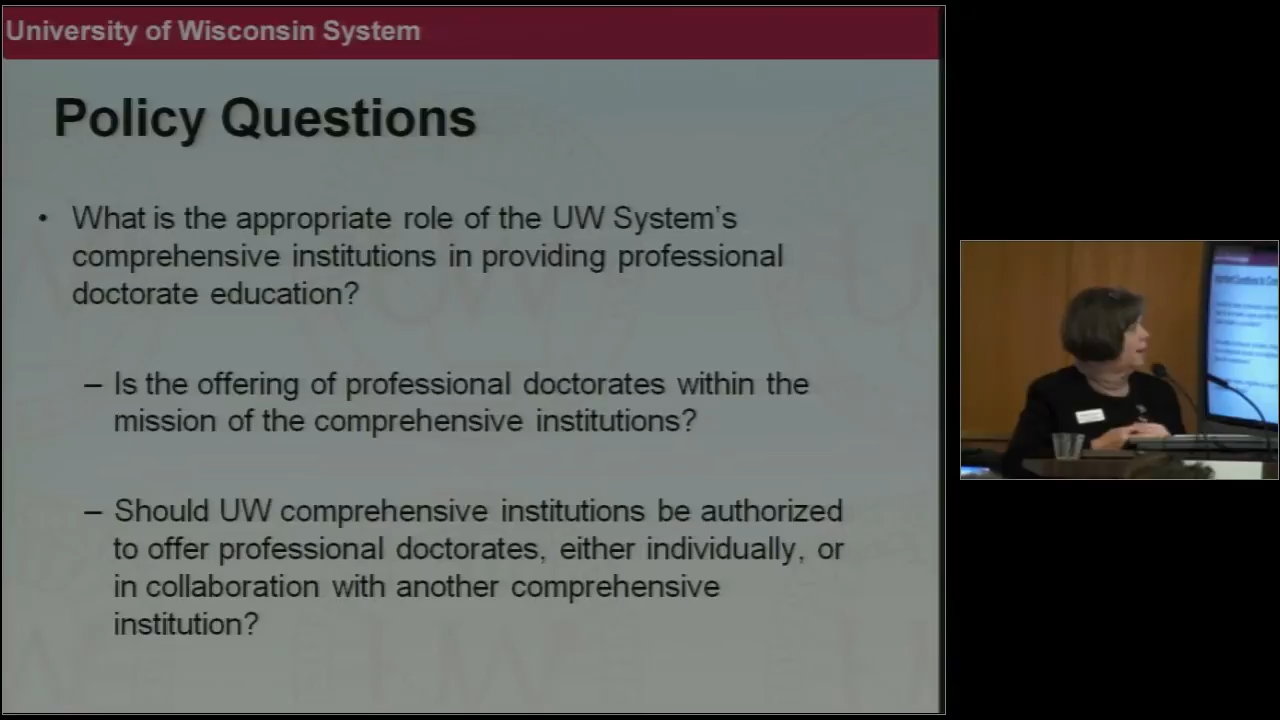 University of Wisconsin System
Policy Questions
• What is the appropriate role of the UW System's
comprehensive institutions in providing professional
doctorate education?
– Is the offering of professional doctorates within the
mission of the comprehensive institutions?
– Should UW comprehensive institutions be authorized
to offer professional doctorates, either individually, or
in collaboration with another comprehensive
institution?